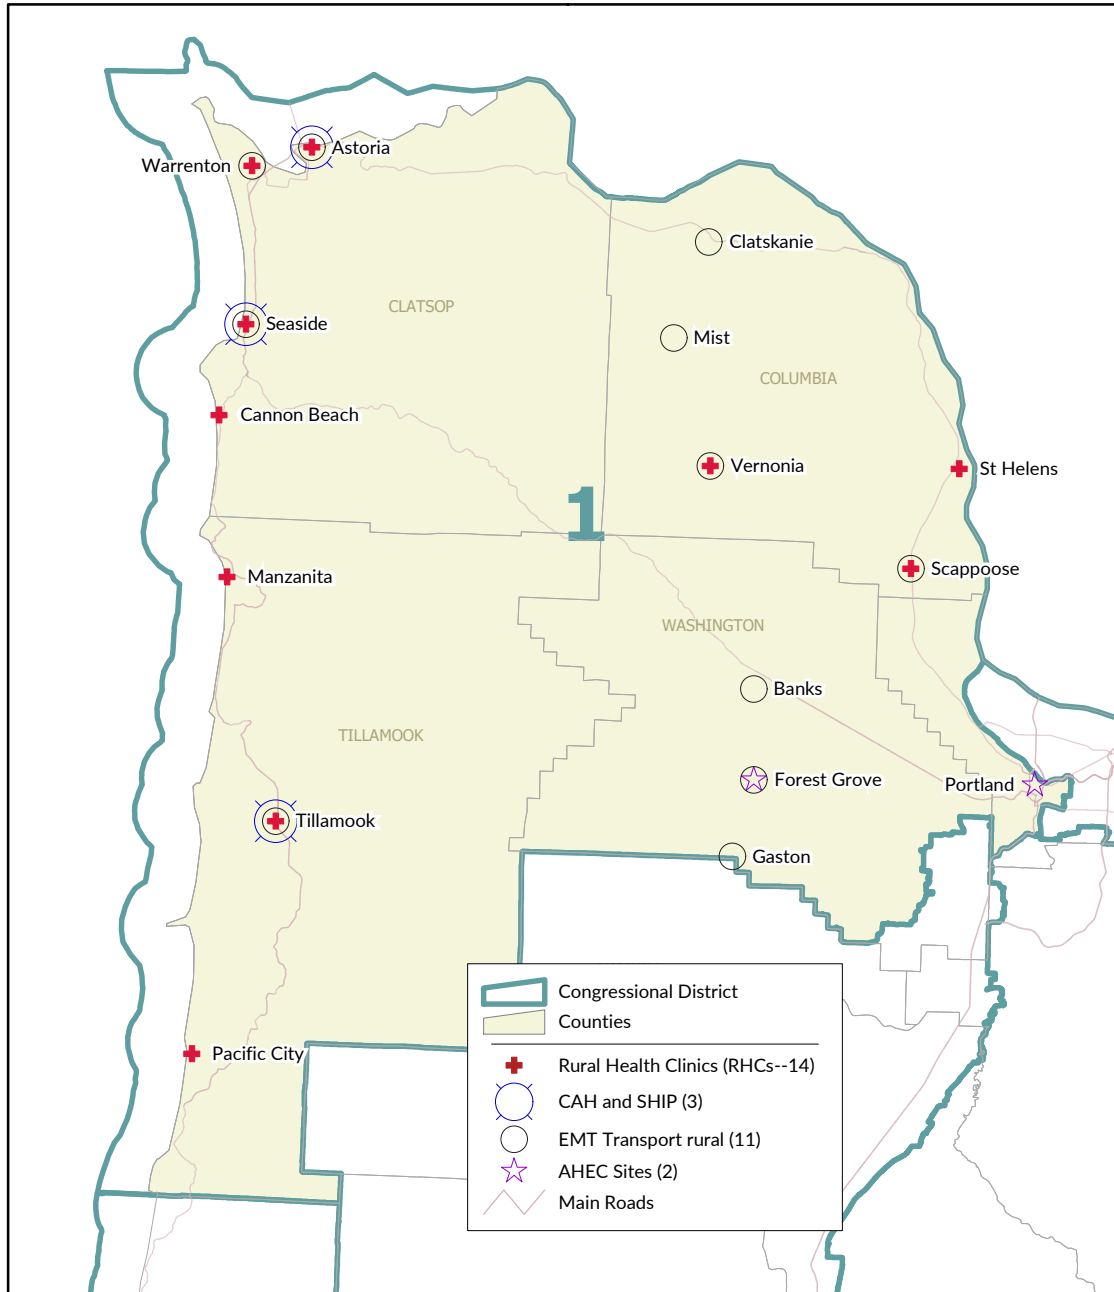 Astoria
Warrenton
Clatskanie
CLATSOP
Seaside
Mist
COLUMBIA
Cannon Beach
Vernonia
St Helens
1
Scappoose
Manzanita
WASHINGTON
Banks
TILLAMOOK
Forest Grove
Portland
Tillamook
Gaston
Pacific City
Congressional District
Counties
Rural Health Clinics (RHCs--14)
CAH and SHIP (3)
EMT Transport rural (11)
AHEC Sites (2)
Main Roads